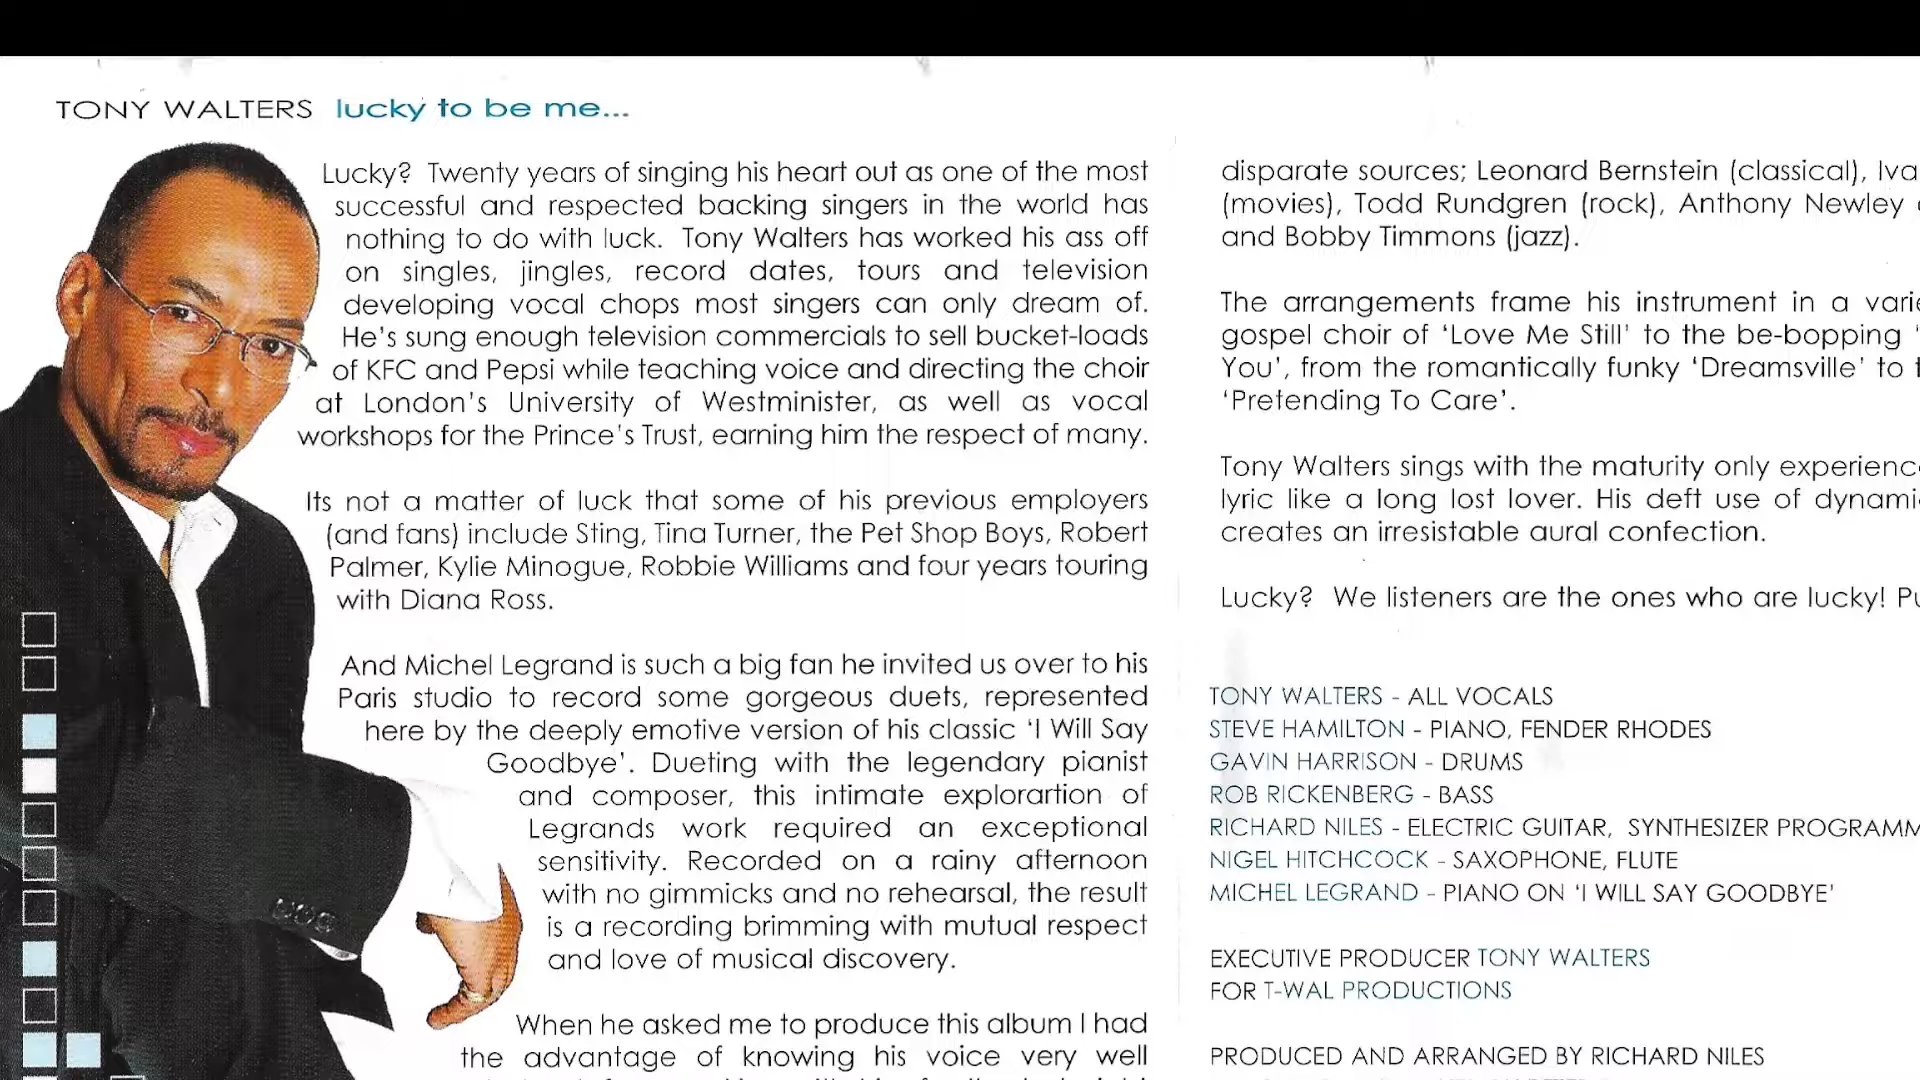 TONY WALTERS lucky to be me...
Lucky? Twenty years of singing his heart out as one of the most
successful and respected backing singers in the world has
nothing to do with luck. Tony Walters has worked his ass off
on singles, jingles, record dates, tours and television
developing vocal chops most singers can only dream of.
He's sung enough television commercials to sell bucket-loads
of KFC and Pepsi while teaching voice and directing the choir
at London's University of Westminister, as well as vocal
workshops for the Prince's Trust, earning him the respect of many.
Its not a matter of luck that some of his previous employers
(and fans) include Sting, Tina Turner, the Pet Shop Boys, Robert
Palmer, Kylie Minogue, Robbie Williams and four years touring
with Diana Ross.
And Michel Legrand is such a big fan he invited us over to his
Paris studio to record some gorgeous duets, represented
here by the deeply emotive version of his classic 'I Will Say
Goodbye'. Dueting with the legendary pianist
and composer, this intimate explorartion of
Legrands work required an exceptional
sensitivity. Recorded on a rainy afternoon
with no gimmicks and no rehearsal, the result
is a recording brimming with mutual respect
and love of musical discovery.
When he asked me to produce this album I had
the advantage of knowing his voice very well
disparate sources; Leonard Bernstein (classical), Iva
(movies), Todd Rundgren (rock), Anthony Newley
and Bobby Timmons (jazz).
The arrangements frame his instrument in a varie
gospel choir of 'Love Me Still' to the be-bopping '
You', from the romantically funky 'Dreamsville' to t
'Pretending To Care'.
Tony Walters sings with the maturity only experienc
lyric like a long lost lover. His deft use of dynami
creates an irresistable aural confection.
Lucky? We listeners are the ones who are lucky! Pu
TONY WALTERS - ALL VOCALS
STEVE HAMILTON - PIANO, FENDER RHODES
GAVIN HARRISON - DRUMS
ROB RICKENBERG - BASS
RICHARD NILES - ELECTRIC GUITAR, SYNTHESIZER PROGRAMM
NIGEL HITCHCOCK - SAXOPHONE, FLUTE
MICHEL LEGRAND - PIANO ON 'I WILL SAY GOODBYE'
EXECUTIVE PRODUCER TONY WALTERS
FOR T-WAL PRODUCTIONS
PRODUCED AND ARRANGED BY RICHARD NILES